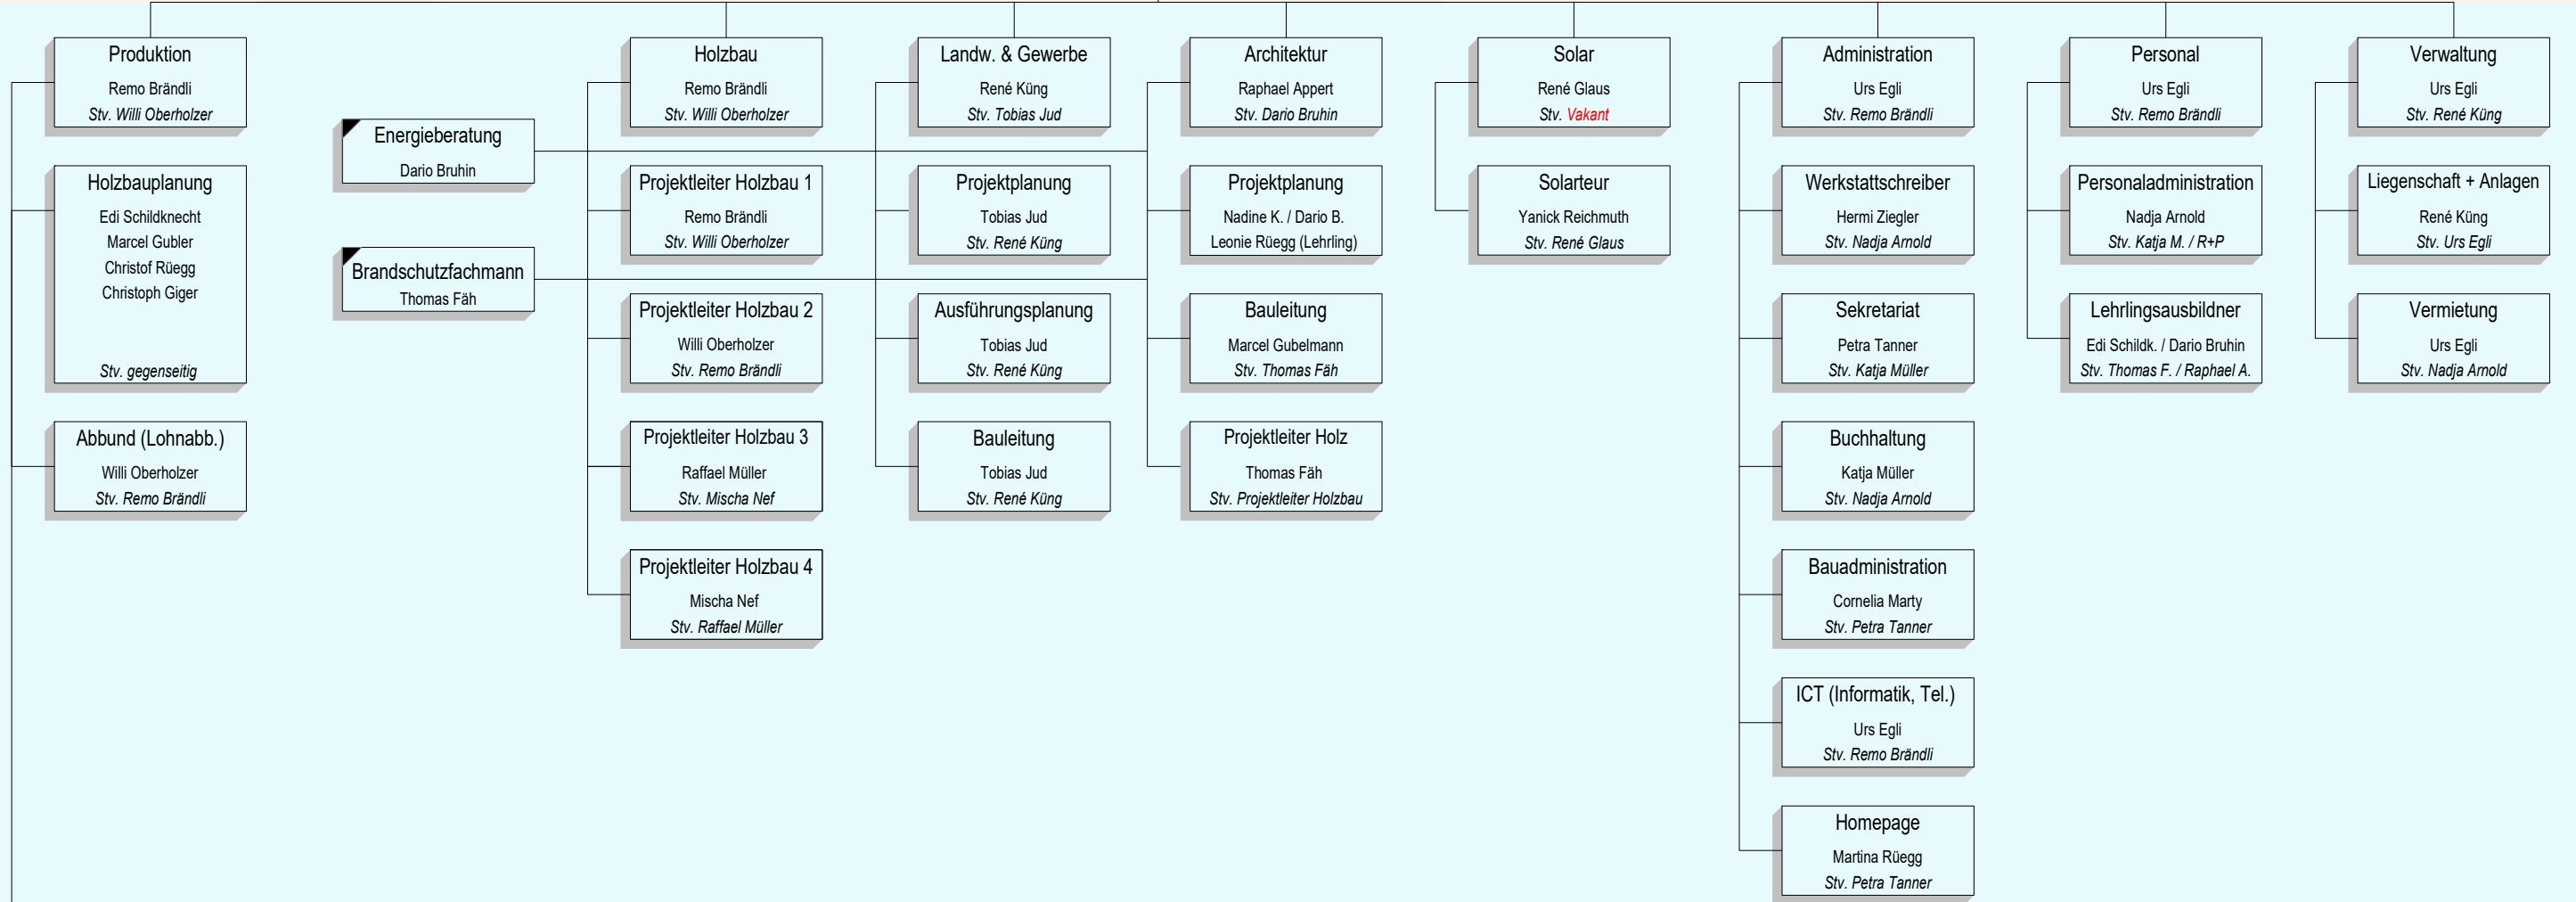 Produktion
Remo Brändli
Stv. Willi Oberholzer
Holzbauplanung
Edi Schildknecht
Marcel Gubler
Christof Rüegg
Christoph Giger
Stv. gegenseitig
Abbund (Lohnabb.)
Willi Oberholzer
Stv. Remo Brändli
Energieberatung
Dario Bruhin
Brandschutzfachmann
Thomas Fäh
Holzbau
Remo Brändli
Stv. Willi Oberholzer
Projektleiter Holzbau 1
Remo Brändli
Stv. Willi Oberholzer
Projektleiter Holzbau 2
Willi Oberholzer
Stv. Remo Brändli
Projektleiter Holzbau 3
Raffael Müller
Stv. Mischa Nef
Projektleiter Holzbau 4
Mischa Nef
Stv. Raffael Müller
Landw. & Gewerbe
René Küng
Stv. Tobias Jud
Projektplanung
Tobias Jud
Stv. René Küng
Ausführungsplanung
Tobias Jud
Stv. René Küng
Bauleitung
Tobias Jud
Stv. René Küng
Architektur
Raphael Appert
Stv. Dario Bruhin
Projektplanung
Nadine K. / Dario B.
Leonie Rüegg (Lehrling)
Bauleitung
Marcel Gubelmann
Stv. Thomas Fäh
Projektleiter Holz
Thomas Fäh
Stv. Projektleiter Holzbau
Solar
René Glaus
Stv. Vakant
Solarteur
Yanick Reichmuth
Stv. René Glaus
Administration
Urs Egli
Stv. Remo Brändli
Werkstattschreiber
Hermi Ziegler
Stv. Nadja Arnold
Sekretariat
Petra Tanner
Stv. Katja Müller
Buchhaltung
Katja Müller
Stv. Nadja Arnold
Bauadministration
Cornelia Marty
Stv. Petra Tanner
ICT (Informatik, Tel.)
Urs Egli
Stv. Remo Brändli
Homepage
Martina Rüegg
Stv. Petra Tanner
Personal
Urs Egli
Stv. Remo Brändli
Personaladministration
Nadja Arnold
Stv. Katja M. / R+P
Lehrlingsausbildner
Edi Schildk. / Dario Bruhin
Stv. Thomas F. / Raphael A.
Verwaltung
Urs Egli
Stv. René Küng
Liegenschaft + Anlagen
René Küng
Stv. Urs Egli
Vermietung
Urs Egli
Stv. Nadja Arnold